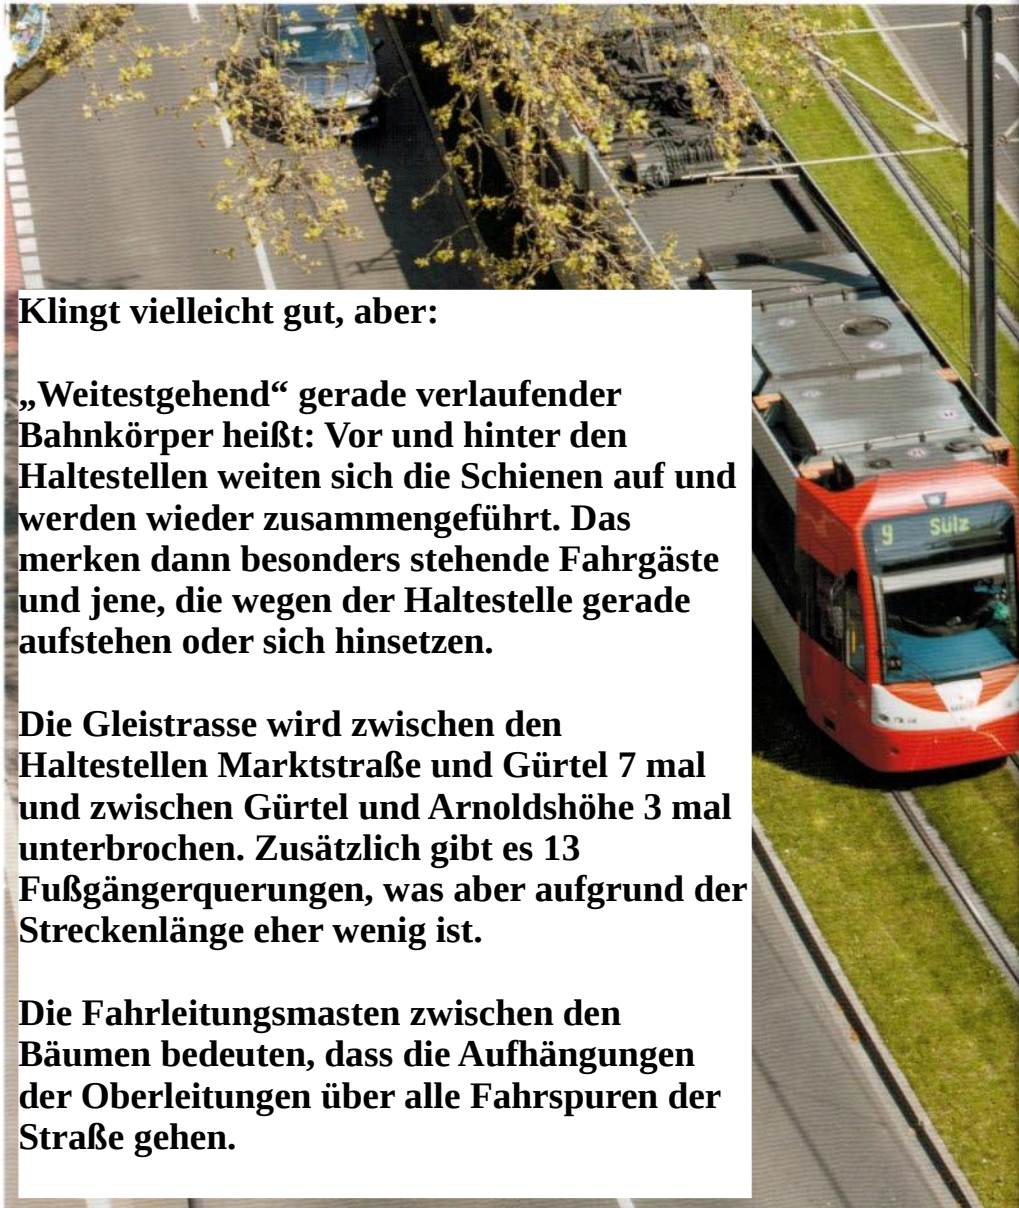 Klingt vielleicht gut, aber:
„Weitestgehend“ gerade verlaufender
Bahnkörper heißt: Vor und hinter den
Haltestellen weiten sich die Schienen auf und
werden wieder zusammengeführt. Das
merken dann besonders stehende Fahrgäste
und jene, die wegen der Haltestelle gerade
aufstehen oder sich hinsetzen.
Die Gleistrasse wird zwischen den
Haltestellen Marktstraße und Gürtel 7 mal
und zwischen Gürtel und Arnoldshöhe 3 mal
unterbrochen. Zusätzlich gibt es 13
Fußgängerquerungen, was aber aufgrund der
Streckenlänge eher wenig ist.
Die Fahrleitungsmasten zwischen den
Bäumen bedeuten, dass die Aufhängungen
der Oberleitungen über alle Fahrspuren der
Straße gehen.
9 Sülz